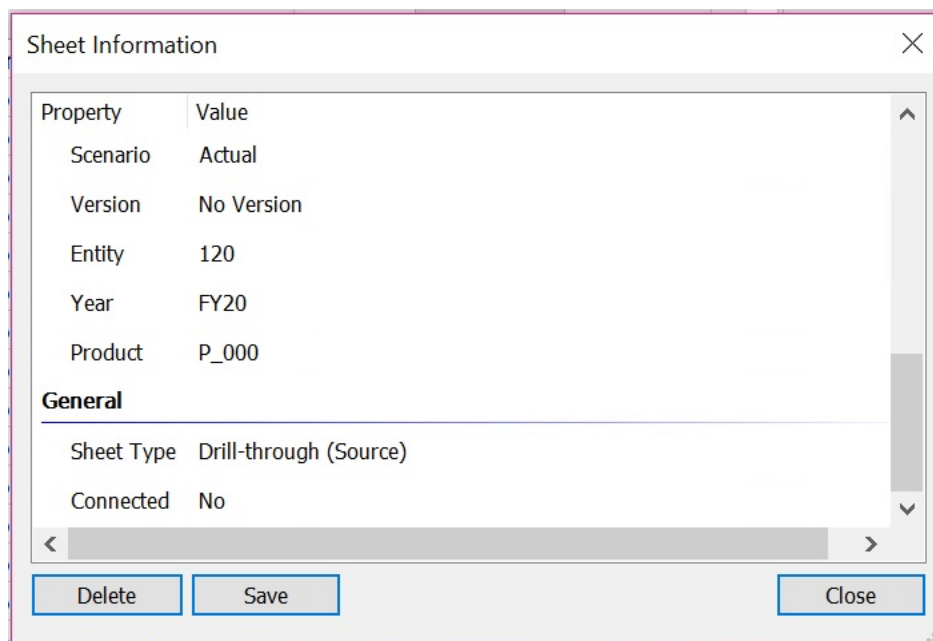 Sheet Information
Property Value
Scenario Actual
Version No Version
Entity 120
Year FY20
Product P_000
General
Sheet Type Drill-through (Source)
Connected No
Delete Save Close